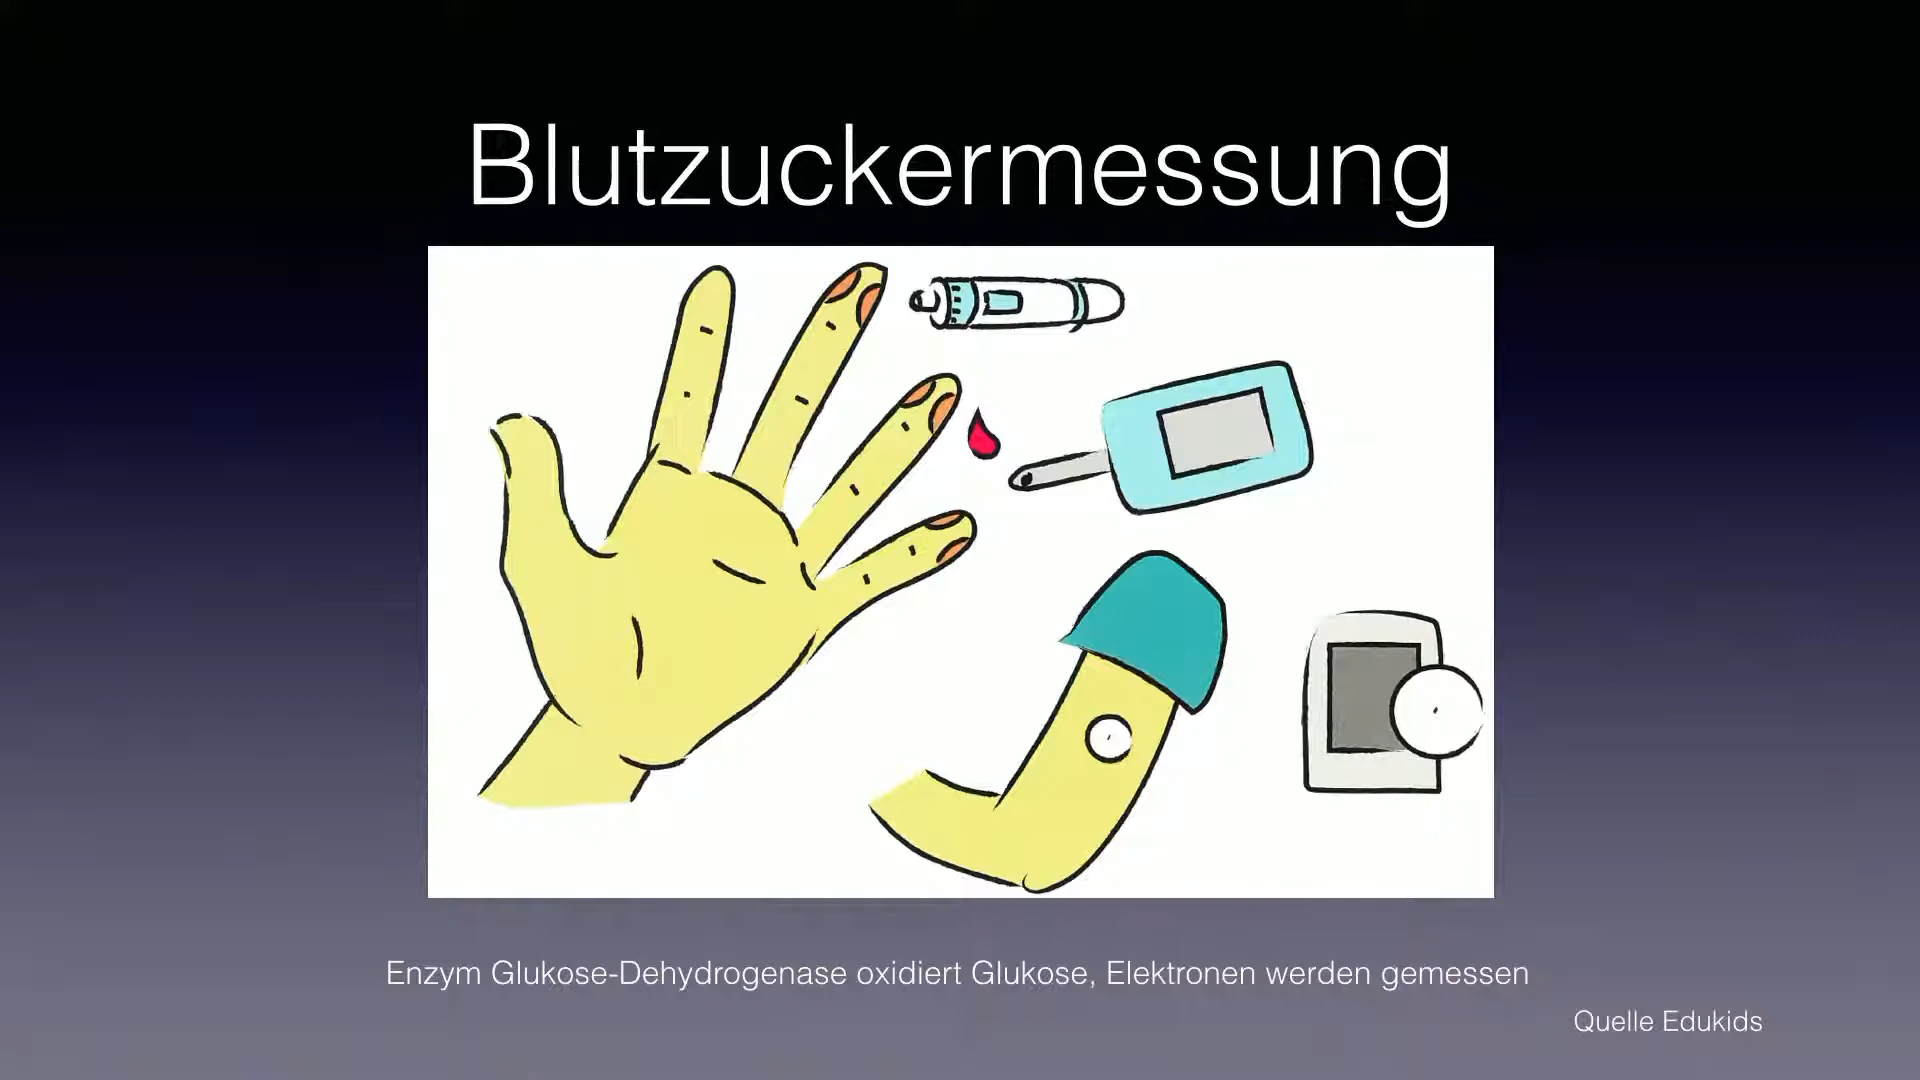 Blutzuckermessung
Enzym Glukose-Dehydrogenase oxidiert Glukose, Elektronen werden gemessen
Quelle Edukids